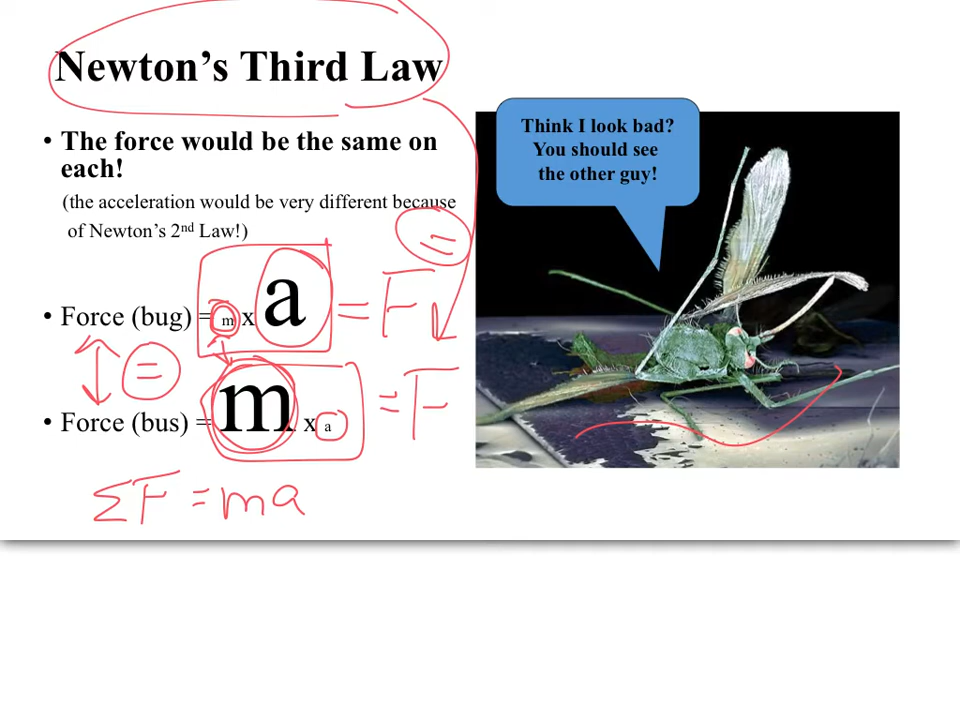 Newton's Third Law
• The force would be the same on
each!
(the acceleration would be very different because
of Newton's 2nd Law!)
=
• Force (bug) = m x a = F
=
• Force (bus) = m x a = F
ΣF = ma
Think I look bad?
You should see
the other guy!